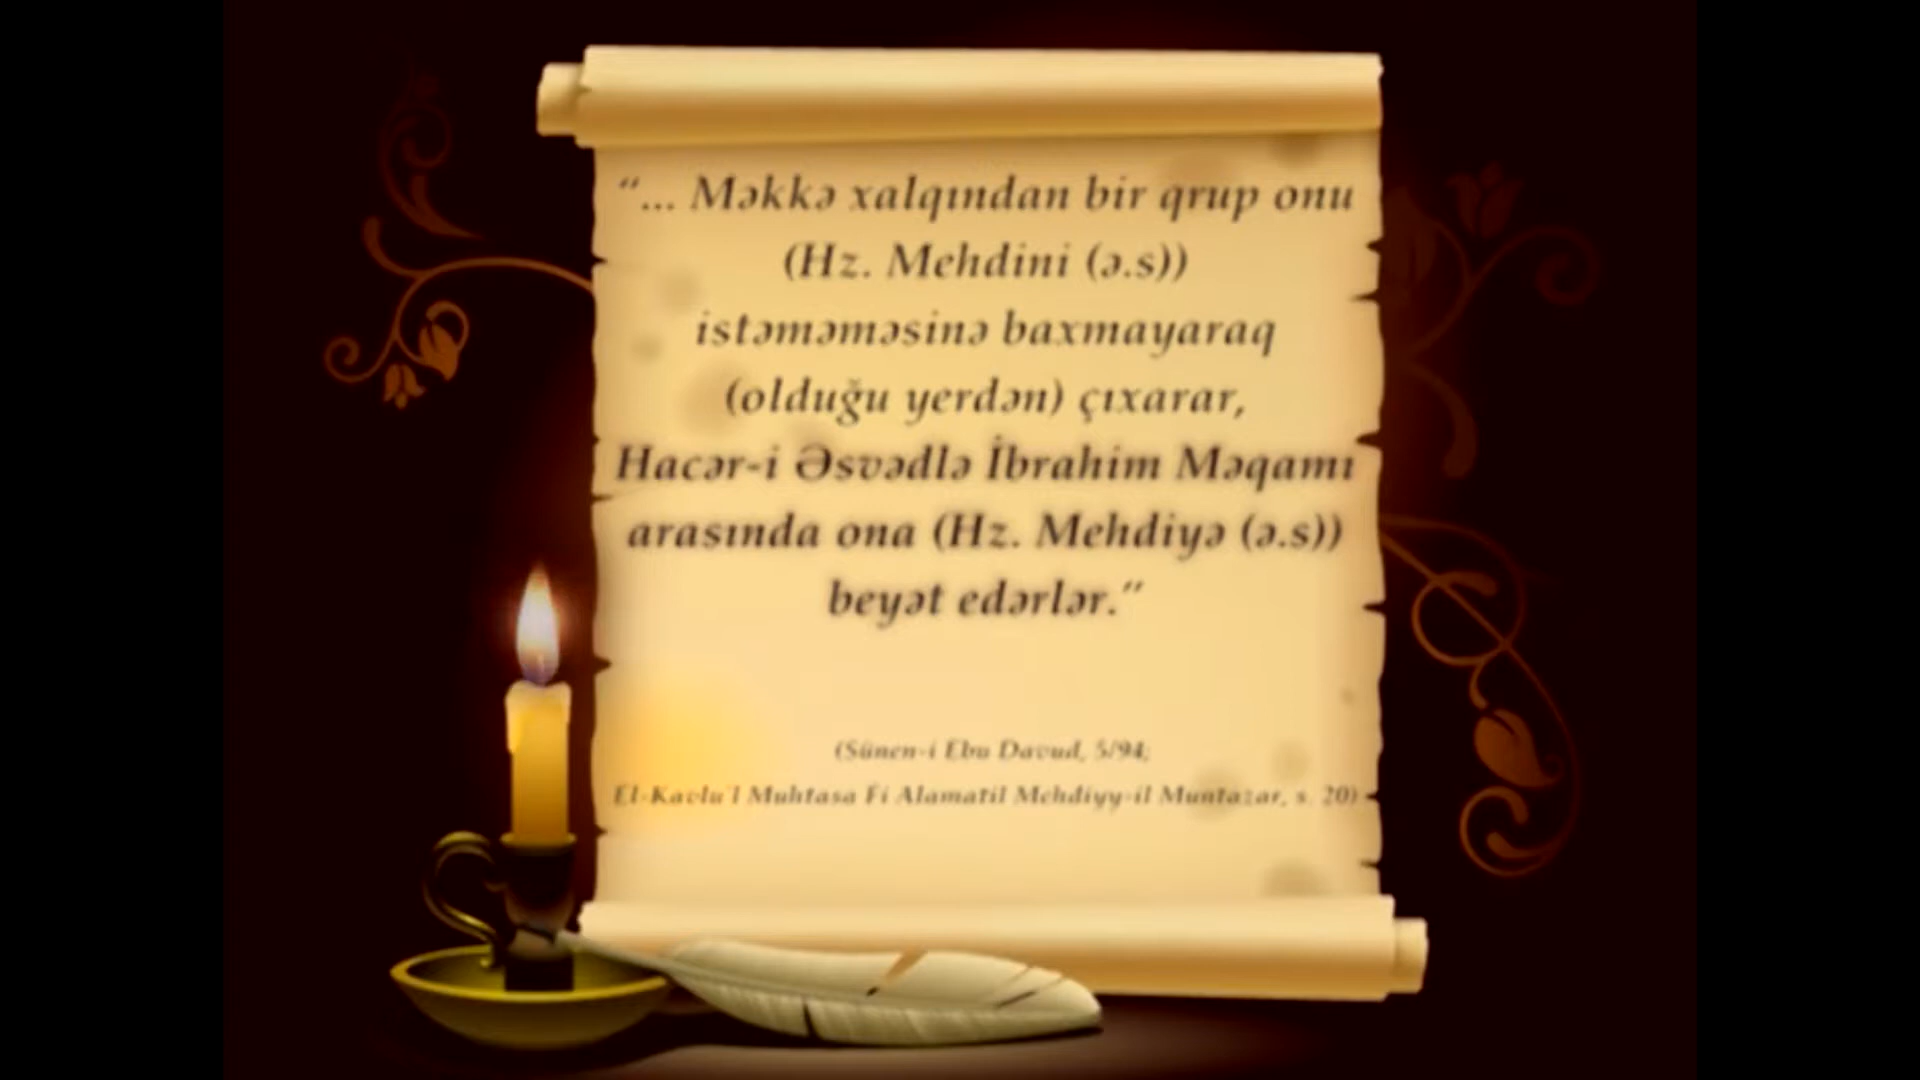 “... Məkkə xalqından bir qrup onu
(Hz. Mehdini (ə.s))
istəməməsinə baxmayaraq
(olduğu yerdən) çıxarar,
Hacər-i Əsvədlə İbrahim Məqamı
arasında ona (Hz. Mehdiyə (ə.s))
beyət edərlər.”
(Sünen-i Ebu Davud, 5/94;
El-Kavlu'l Muhtasa Fi Alamatil Mehdiyy-il Muntazar, s. 20)